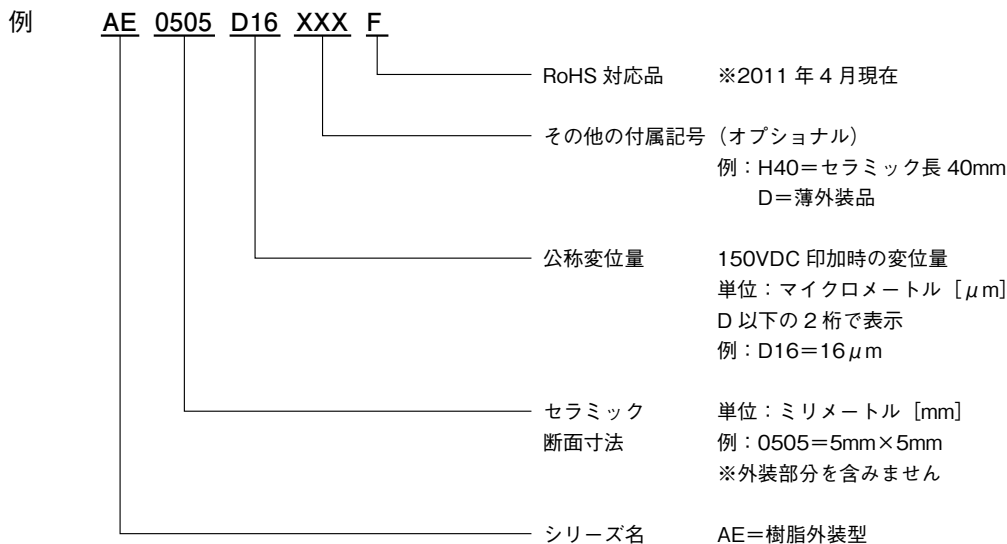 例 AE 0505 D16 XXX F
RoHS 対応品 ※2011 年 4 月現在
その他の付属記号（オプショナル）
例：H40＝セラミック長 40mm
D＝薄外装品
公称変位量 150VDC 印加時の変位量
単位：マイクロメートル［μm］
D 以下の 2 桁で表示
例：D16＝16μm
セラミック 単位：ミリメートル［mm］
断面寸法 例：0505＝5mm×5mm
※外装部分を含みません
シリーズ名 AE＝樹脂外装型